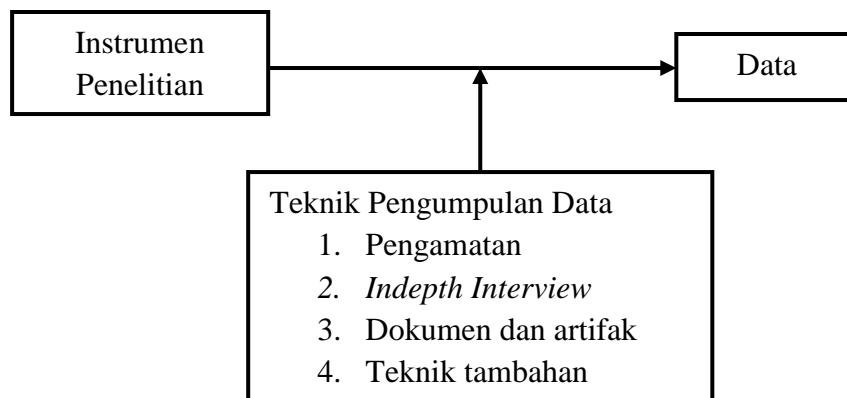 Instrumen
Penelitian
Data
Teknik Pengumpulan Data
1. Pengamatan
2. Indepth Interview
3. Dokumen dan artifak
4. Teknik tambahan